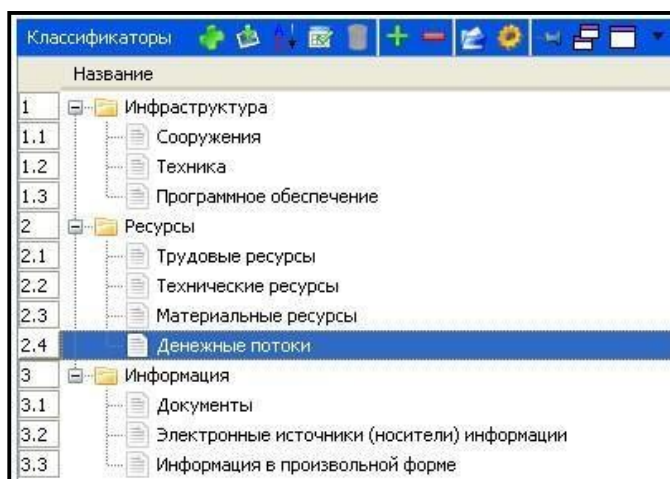 Классификаторы
Название
1 Инфраструктура
1.1 Сооружения
1.2 Техника
1.3 Программное обеспечение
2 Ресурсы
2.1 Трудовые ресурсы
2.2 Технические ресурсы
2.3 Материальные ресурсы
2.4 Денежные потоки
3 Информация
3.1 Документы
3.2 Электронные источники (носители) информации
3.3 Информация в произвольной форме